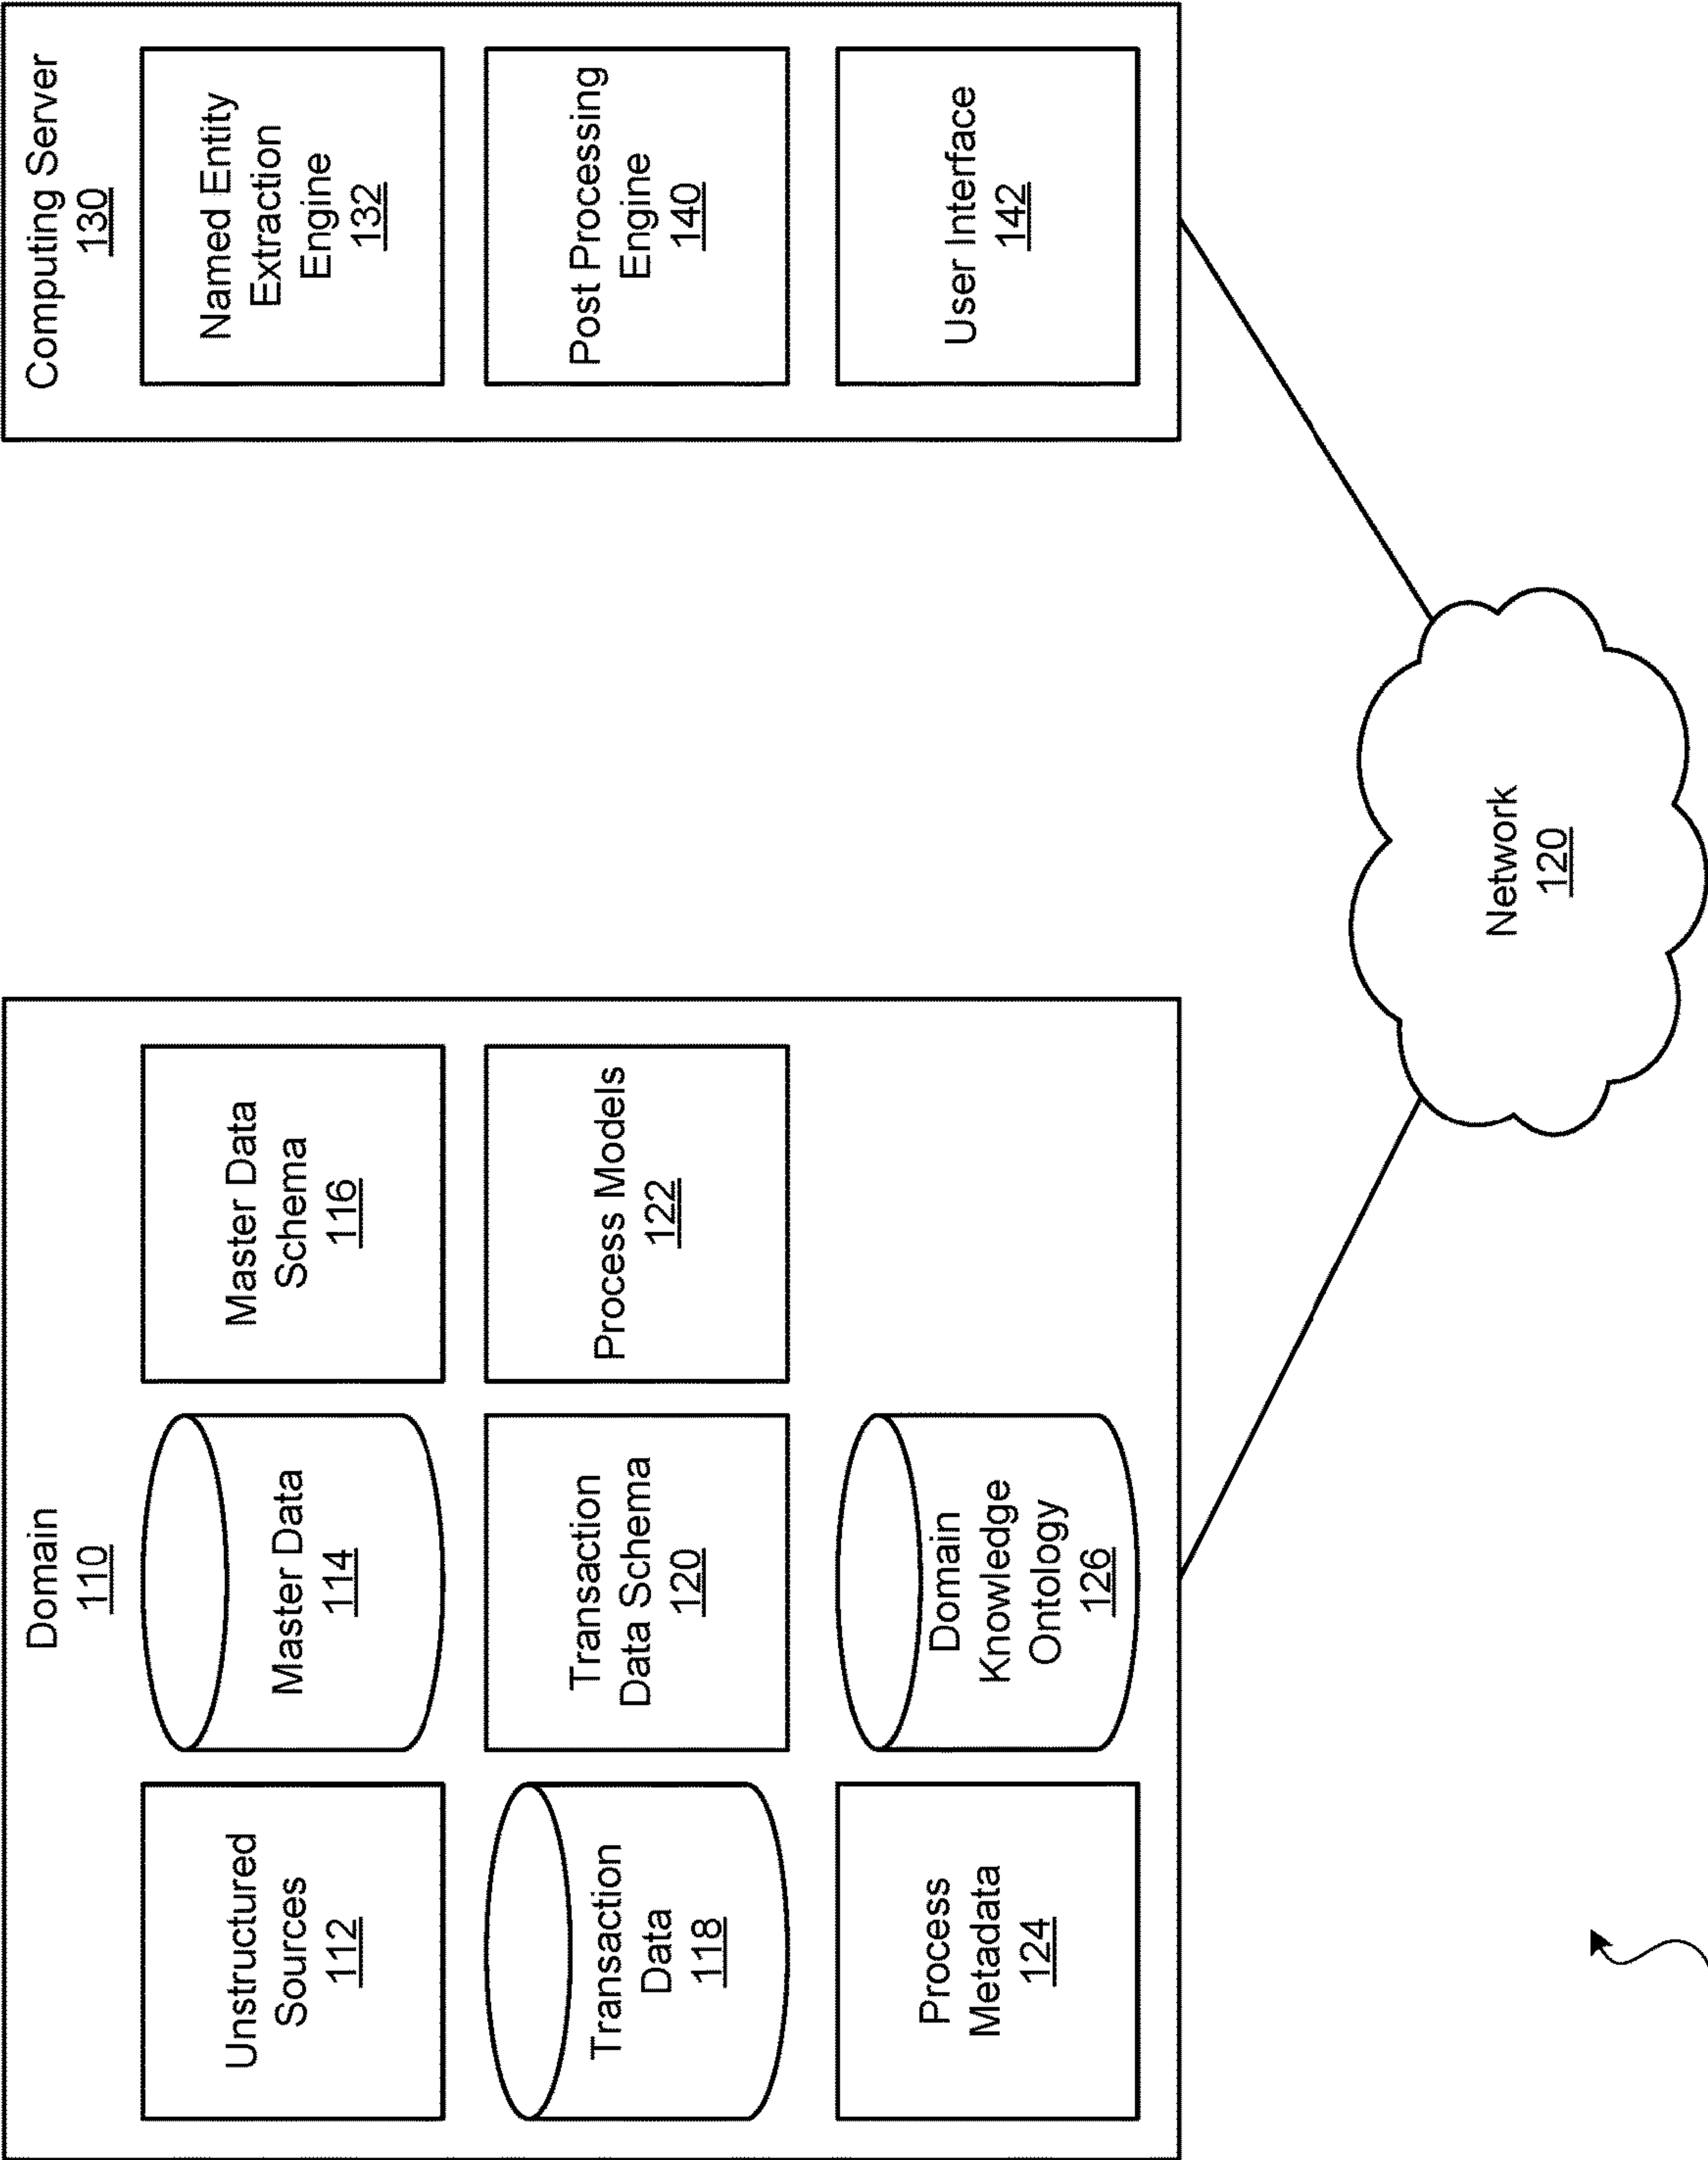 Domain
110
Unstructured
Sources
112
Master Data
114
Master Data
Schema
116
Transaction
Data
118
Transaction
Data Schema
120
Process Models
122
Process
Metadata
124
Domain
Knowledge
Ontology
126
Computing Server
130
Named Entity
Extraction
Engine
132
Post Processing
Engine
140
User Interface
142
Network
120